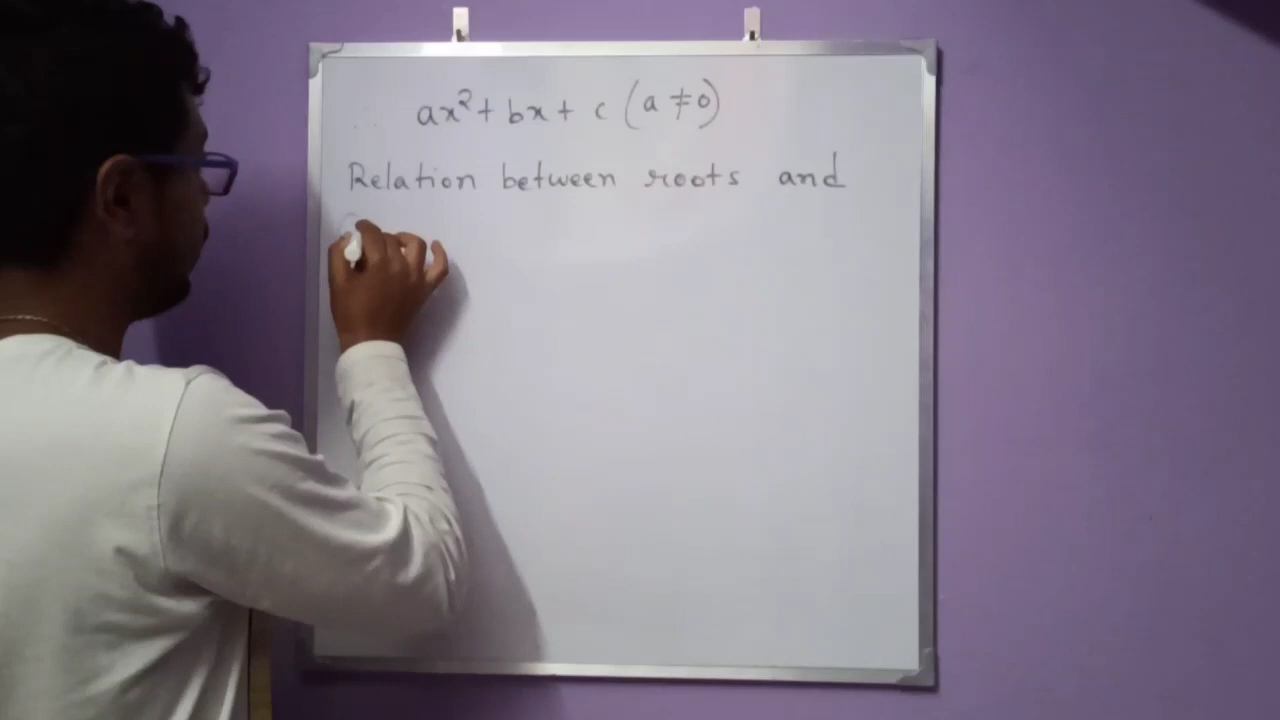 ax² + bx + c (a ≠ 0)
Relation between roots and